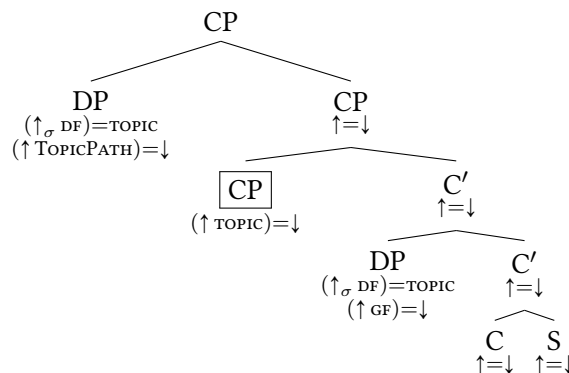 CP
DP
(↑σ DF)=TOPIC
(↑ TOPICPATH)=↓
CP
↑=↓
CP
(↑ TOPIC)=↓
C′
↑=↓
DP
(↑σ DF)=TOPIC
(↑ GF)=↓
C′
↑=↓
C
↑=↓
S
↑=↓